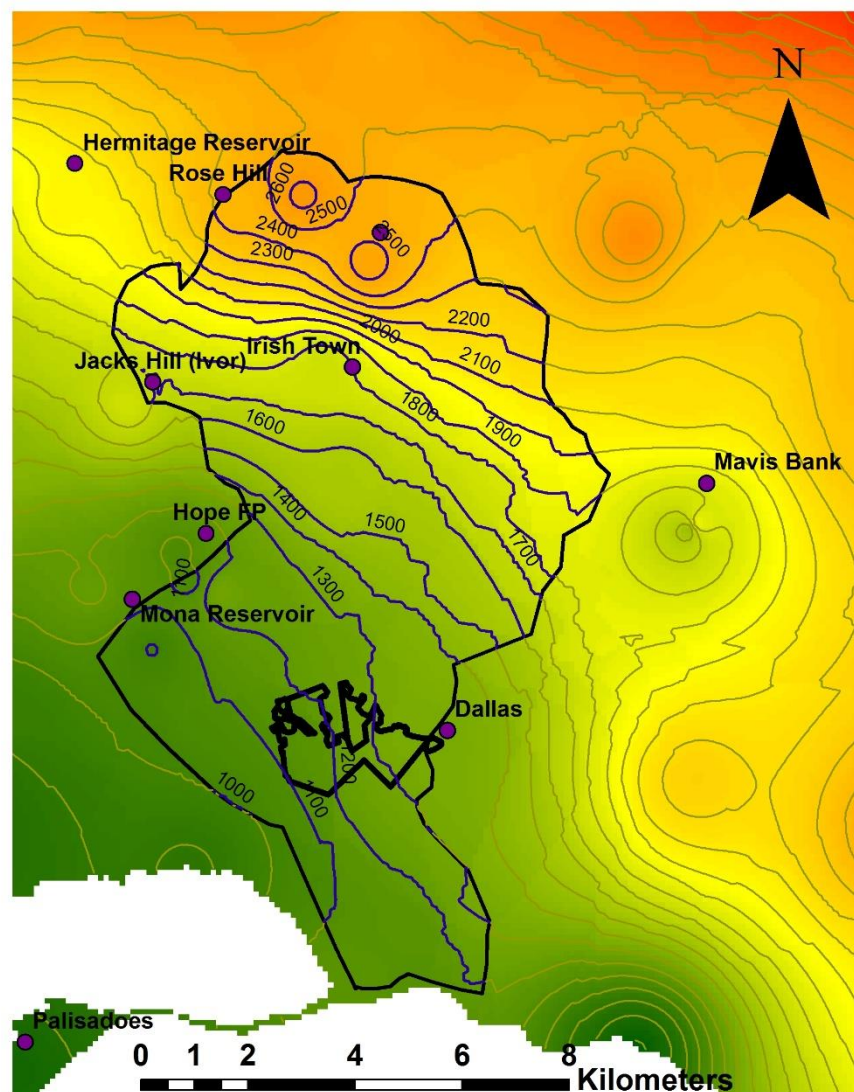 N
Hermitage Reservoir
Rose Hill
2600
2500
2500
2400
2300
2200
2000
2100
Irish Town
Jacks Hill (Ivor)
1800
1900
1600
Mavis Bank
1400
Hope FP
1500
1700
1300
1100
Mona Reservoir
Dallas
1200
1000
1100
Palisadoes
0 1 2 4 6 8
Kilometers